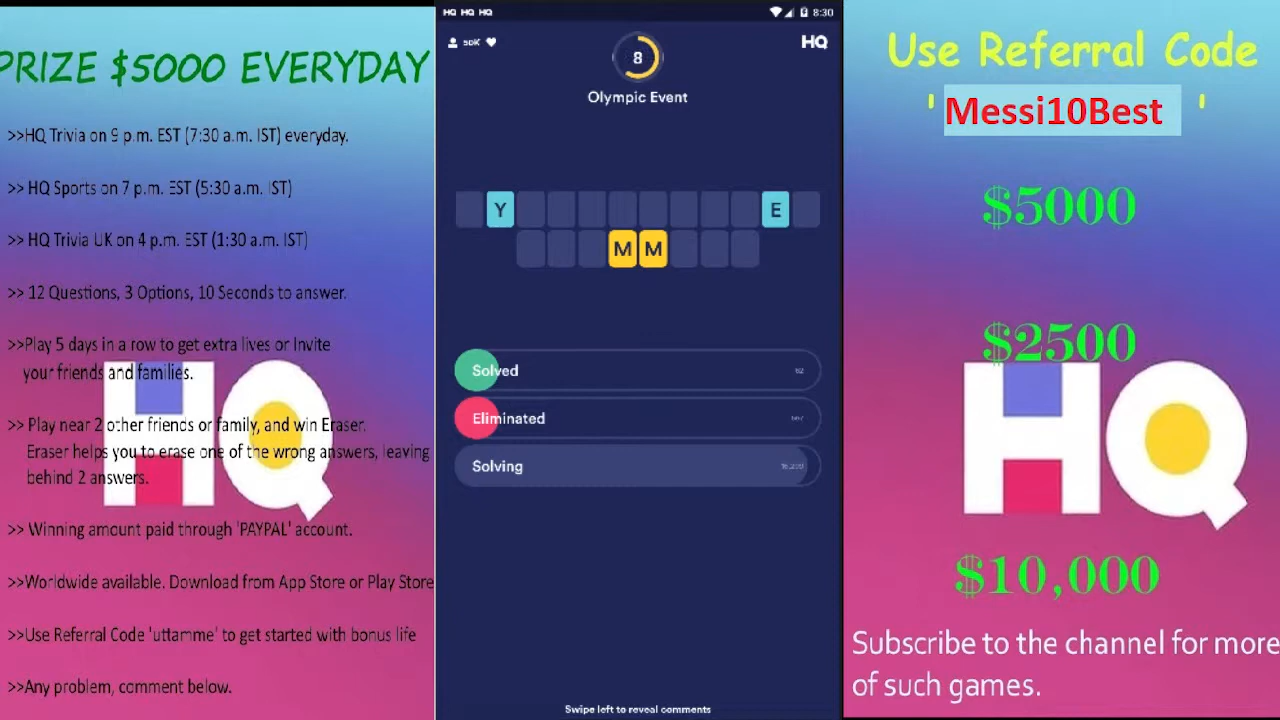 PRIZE $5000 EVERYDAY
>>HQ Trivia on 9 p.m. EST (7:30 a.m. IST) everyday.
>> HQ Sports on 7 p.m. EST (5:30 a.m. IST)
>> HQ Trivia UK on 4 p.m. EST (1:30 a.m. IST)
>> 12 Questions, 3 Options, 10 Seconds to answer.
>>Play 5 days in a row to get extra lives or Invite
your friends and families.
>> Play near 2 other friends or family, and win Eraser.
Eraser helps you to erase one of the wrong answers, leaving
behind 2 answers.
>> Winning amount paid through 'PAYPAL' account.
>>Worldwide available. Download from App Store or Play Store
>>Use Referral Code 'uttamme' to get started with bonus life
>>Any problem, comment below.
HQ
HQ HQ HQ 8:30
50K 8 HQ
Olympic Event
Y E
M M
Solved
Eliminated
Solving
Swipe left to reveal comments
Use Referral Code
' Messi10Best '
$5000
$2500
HQ
$10,000
Subscribe to the channel for more
of such games.